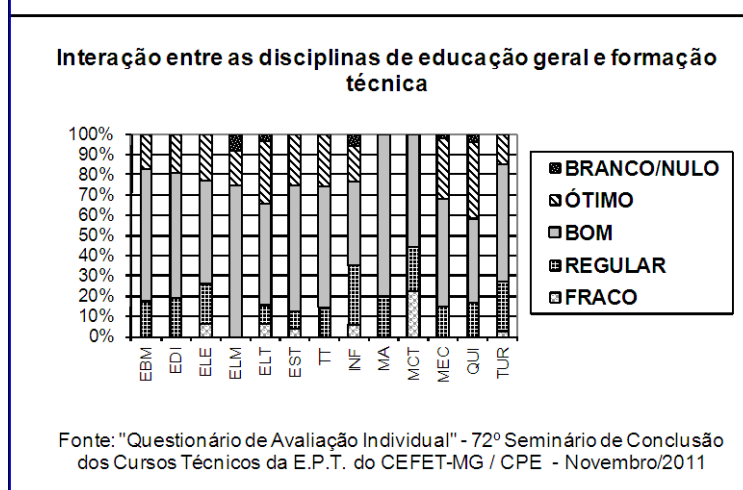 Interação entre as disciplinas de educação geral e formação
técnica
100%
90%
80%
70%
60%
50%
40%
30%
20%
10%
0%
EBM
EDI
ELE
ELM
ELT
EST
TT
INF
MA
MCT
MEC
QUI
TUR
BRANCO/NULO
ÓTIMO
BOM
REGULAR
FRACO
Fonte: "Questionário de Avaliação Individual" - 72º Seminário de Conclusão
dos Cursos Técnicos da E.P.T. do CEFET-MG / CPE - Novembro/2011